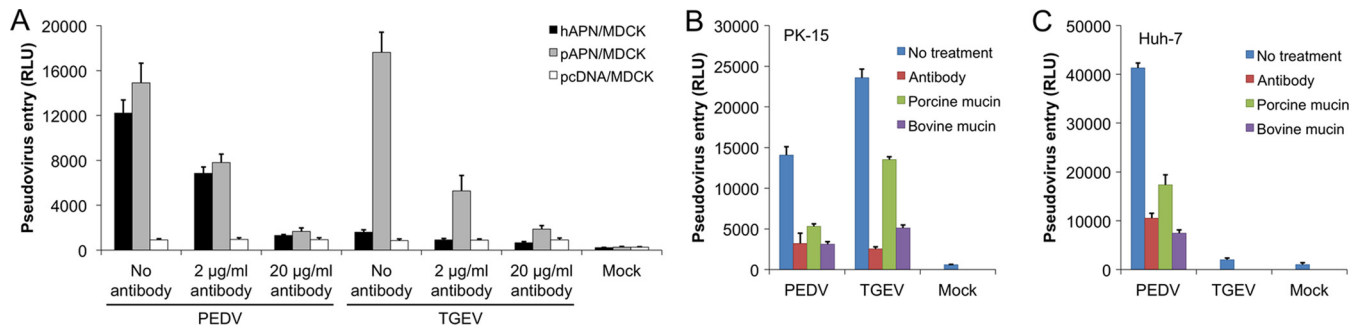 A
Pseudovirus entry (RLU)
20000
16000
12000
8000
4000
0
hAPN/MDCK
pAPN/MDCK
pcDNA/MDCK
No antibody
2 µg/ml antibody
20 µg/ml antibody
No antibody
2 µg/ml antibody
20 µg/ml antibody
Mock
PEDV
TGEV
B
PK-15
Pseudovirus entry (RLU)
30000
25000
20000
15000
10000
5000
0
No treatment
Antibody
Porcine mucin
Bovine mucin
PEDV
TGEV
Mock
C
Huh-7
Pseudovirus entry (RLU)
50000
40000
30000
20000
10000
0
No treatment
Antibody
Porcine mucin
Bovine mucin
PEDV
TGEV
Mock